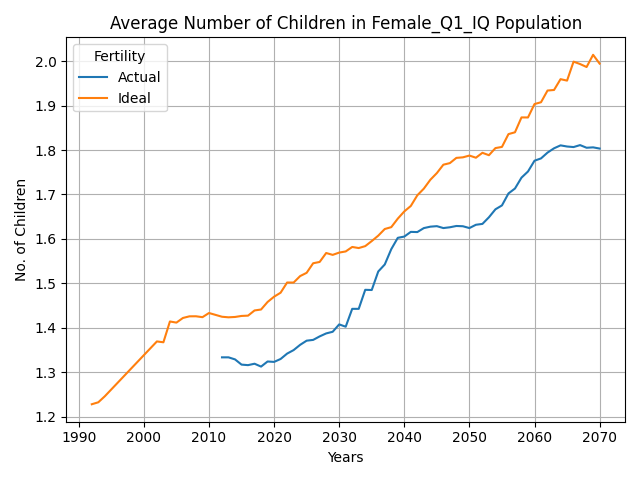 Average Number of Children in Female_Q1_IQ Population
Fertility
Actual
Ideal
No. of Children
2.0
1.9
1.8
1.7
1.6
1.5
1.4
1.3
1.2
1990 2000 2010 2020 2030 2040 2050 2060 2070
Years